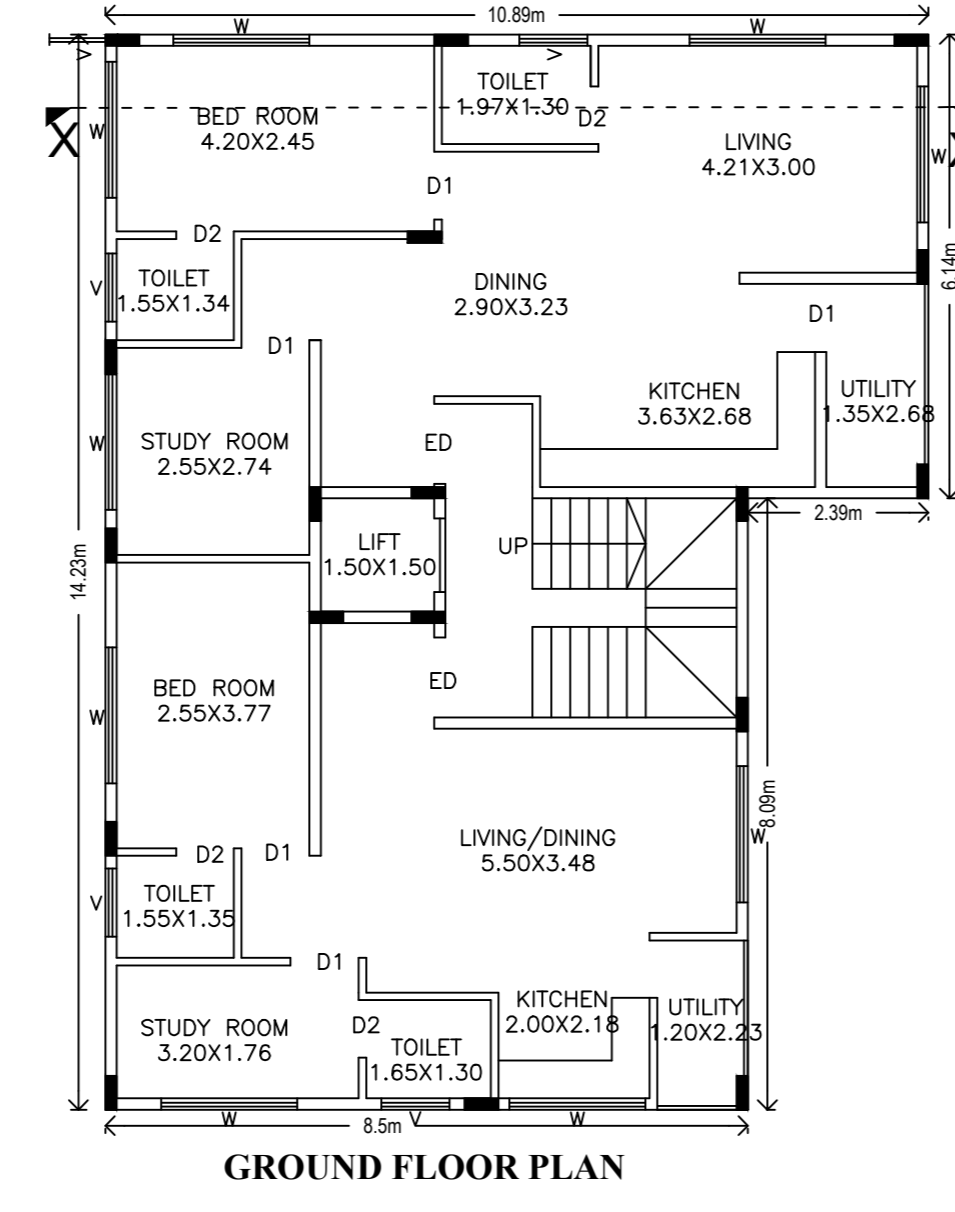 10.89m
W
W
V
V
TOILET
1.97X1.30
BED ROOM
4.20X2.45
D2
X
W
LIVING
4.21X3.00
W
D1
D2
6.14m
TOILET
1.55X1.34
V
DINING
2.90X3.23
D1
D1
KITCHEN
3.63X2.68
UTILITY
1.35X2.68
W
STUDY ROOM
2.55X2.74
ED
2.39m
LIFT
1.50X1.50
UP
14.23m
BED ROOM
2.55X3.77
ED
W
8.09m
LIVING/DINING
5.50X3.48
W
D2
D1
TOILET
1.55X1.35
V
D1
KITCHEN
2.00X2.18
UTILITY
1.20X2.23
STUDY ROOM
3.20X1.76
D2
TOILET
1.65X1.30
W
V
W
8.5m
GROUND FLOOR PLAN